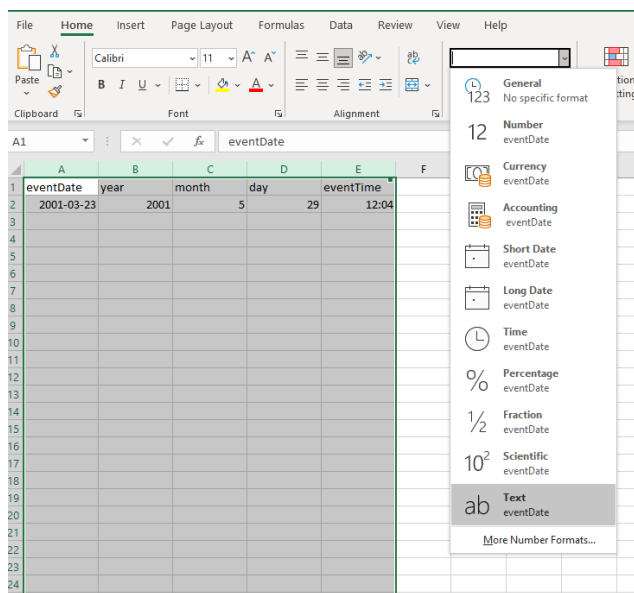 File Home Insert Page Layout Formulas Data Review View Help
Calibri 11 A A ab
Paste B I U A
Clipboard Font Alignment
A1 fx eventDate
A B C D E F
1 eventDate year month day eventTime
2 2001-03-23 2001 5 29 12:04
3
4
5
6
7
8
9
10
11
12
13
14
15
16
17
18
19
20
21
22
23
24
123 General
No specific format
12 Number
eventDate
Currency
eventDate
Accounting
eventDate
Short Date
eventDate
Long Date
eventDate
Time
eventDate
% Percentage
eventDate
1/2 Fraction
eventDate
10² Scientific
eventDate
ab Text
eventDate
More Number Formats...